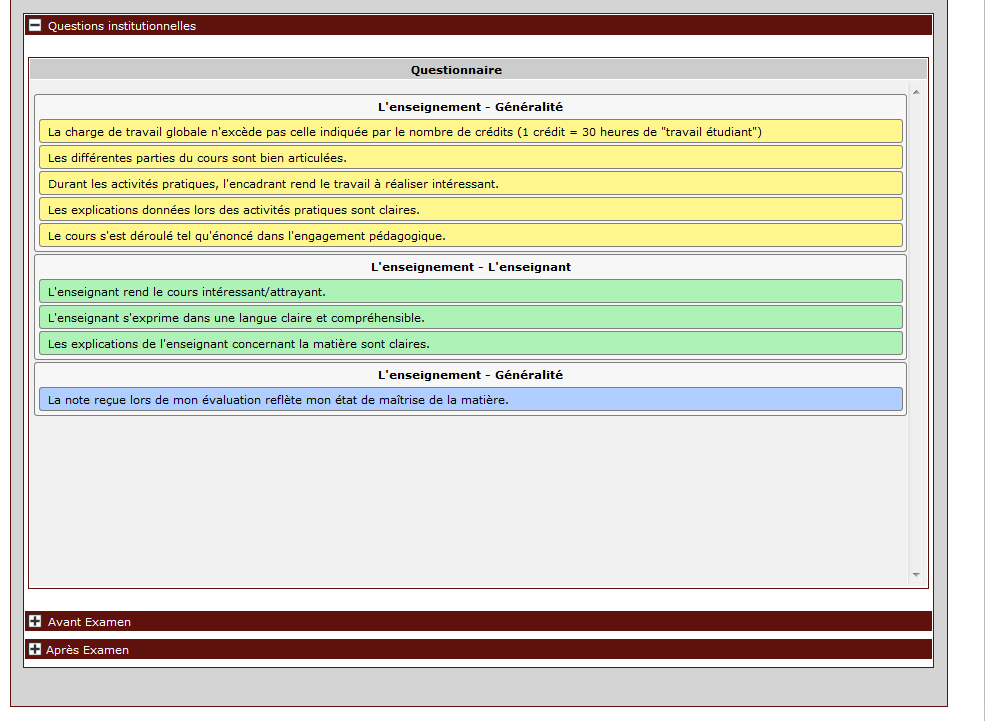 Questions institutionnelles
Questionnaire
L'enseignement - Généralité
La charge de travail globale n'excède pas celle indiquée par le nombre de crédits (1 crédit = 30 heures de "travail étudiant")
Les différentes parties du cours sont bien articulées.
Durant les activités pratiques, l'encadrant rend le travail à réaliser intéressant.
Les explications données lors des activités pratiques sont claires.
Le cours s'est déroulé tel qu'énoncé dans l'engagement pédagogique.
L'enseignement - L'enseignant
L'enseignant rend le cours intéressant/attrayant.
L'enseignant s'exprime dans une langue claire et compréhensible.
Les explications de l'enseignant concernant la matière sont claires.
L'enseignement - Généralité
La note reçue lors de mon évaluation reflète mon état de maîtrise de la matière.
Avant Examen
Après Examen